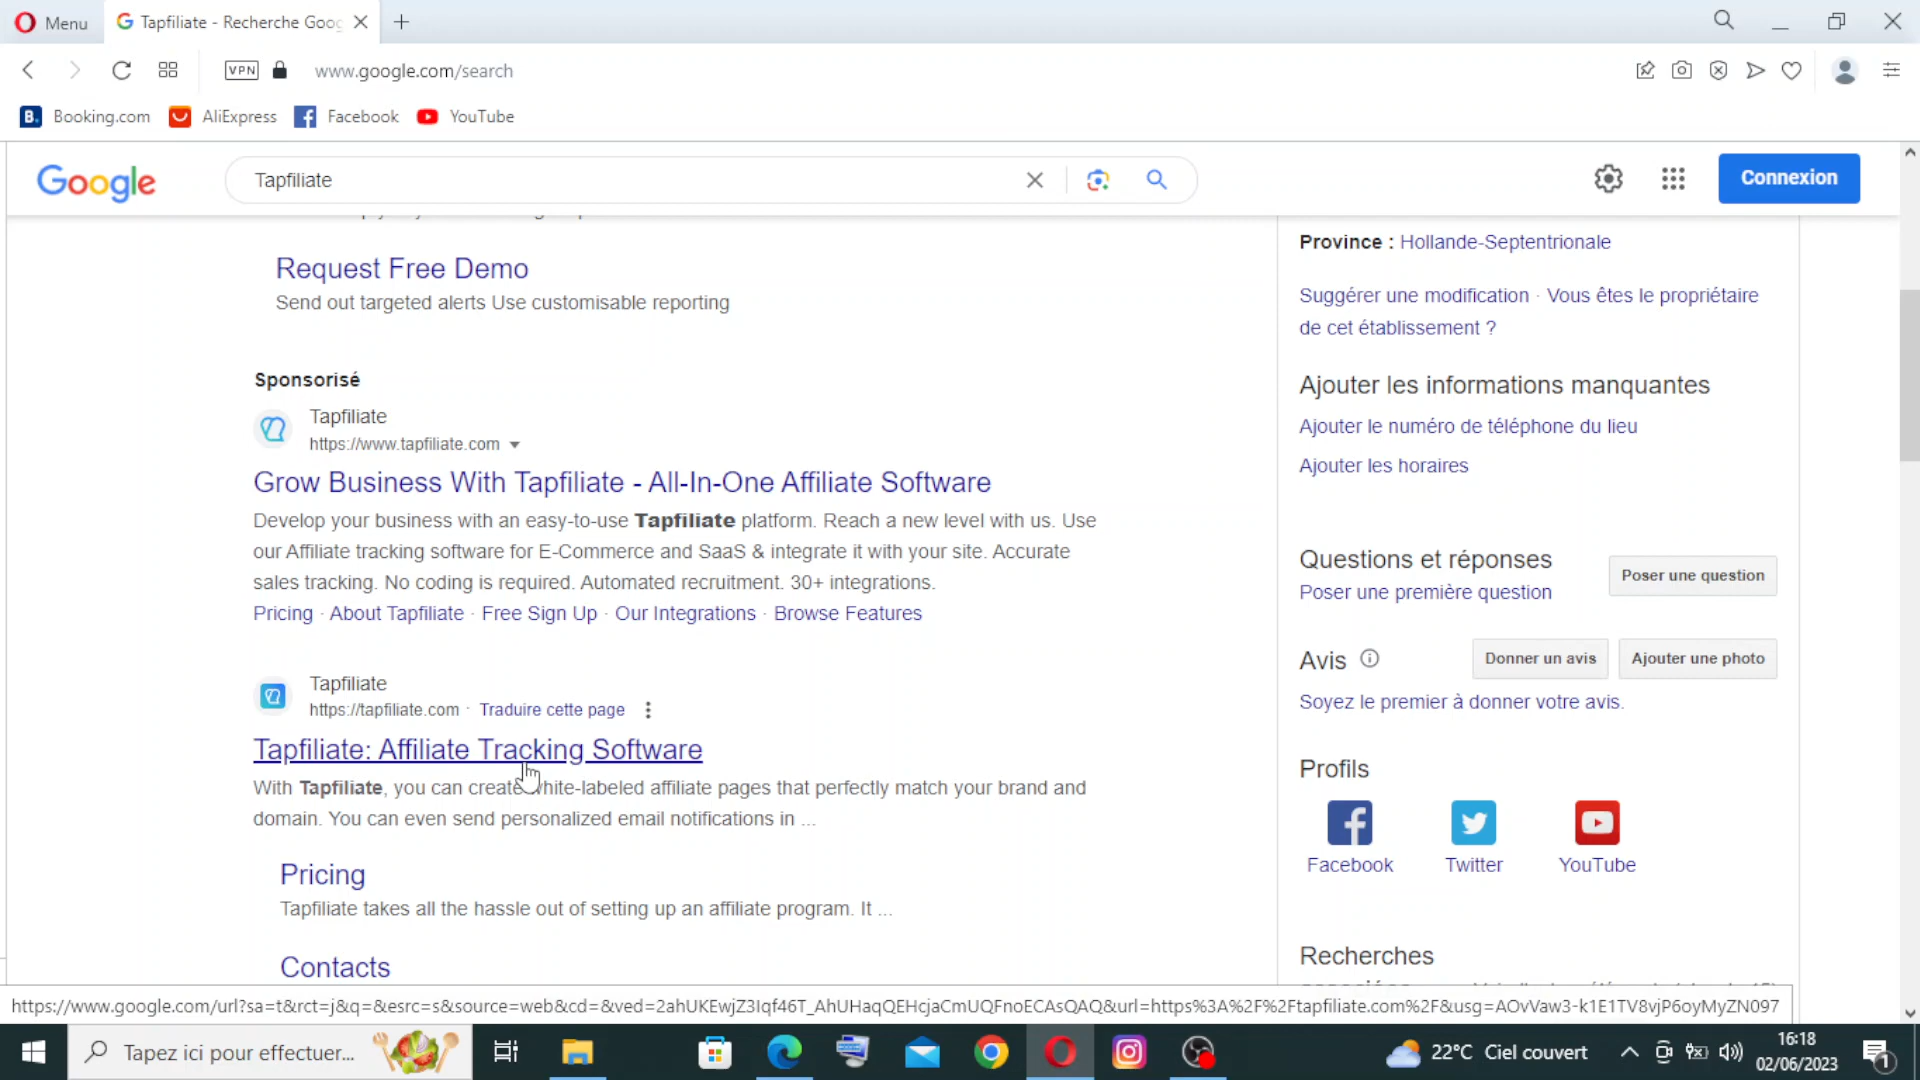 Menu
Tapfiliate - Recherche Goo
VPN
www.google.com/search
Booking.com
AliExpress
Facebook
YouTube
Google
Tapfiliate
Connexion
Request Free Demo
Send out targeted alerts Use customisable reporting
Sponsorisé
Tapfiliate
https://www.tapfiliate.com
Grow Business With Tapfiliate - All-In-One Affiliate Software
Develop your business with an easy-to-use Tapfiliate platform. Reach a new level with us. Use
our Affiliate tracking software for E-Commerce and SaaS & integrate it with your site. Accurate
sales tracking. No coding is required. Automated recruitment. 30+ integrations.
Pricing · About Tapfiliate · Free Sign Up · Our Integrations · Browse Features
Tapfiliate
https://tapfiliate.com · Traduire cette page
Tapfiliate: Affiliate Tracking Software
With Tapfiliate, you can create white-labeled affiliate pages that perfectly match your brand and
domain. You can even send personalized email notifications in ...
Pricing
Tapfiliate takes all the hassle out of setting up an affiliate program. It ...
Contacts
Province : Hollande-Septentrionale
Suggérer une modification · Vous êtes le propriétaire
de cet établissement ?
Ajouter les informations manquantes
Ajouter le numéro de téléphone du lieu
Ajouter les horaires
Questions et réponses
Poser une question
Poser une première question
Avis
Donner un avis
Ajouter une photo
Soyez le premier à donner votre avis.
Profils
Facebook
Twitter
YouTube
Recherches
https://www.google.com/url?sa=t&rct=j&q=&esrc=s&source=web&cd=&ved=2ahUKEwjZ3Iqf46T_AhUHaqQEHcjaCmUQFnoECAsQAQ&url=https%3A%2F%2Ftapfiliate.com%2F&usg=AOvVaw3-k1E1TV8vjP6oyMyZN097
Tapez ici pour effectuer...
22°C Ciel couvert
16:18
02/06/2023
1